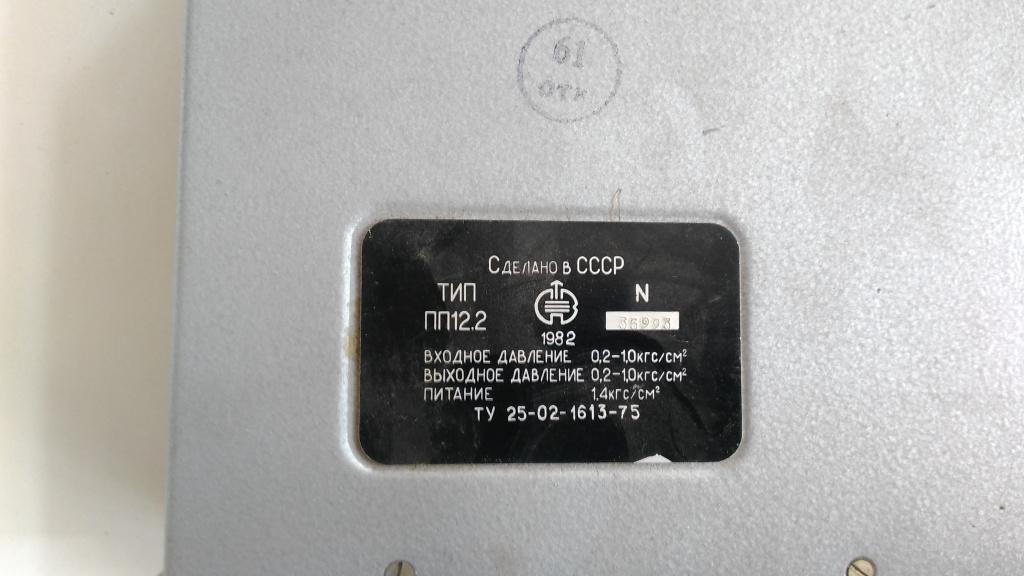 61
ОТК
СДЕЛАНО В СССР
ТИП N
ПП12.2 36993
1982
ВХОДНОЕ ДАВЛЕНИЕ 0,2-1,0кгс/см²
ВЫХОДНОЕ ДАВЛЕНИЕ 0,2-1,0кгс/см²
ПИТАНИЕ 1,4кгс/см²
ТУ 25-02-1613-75